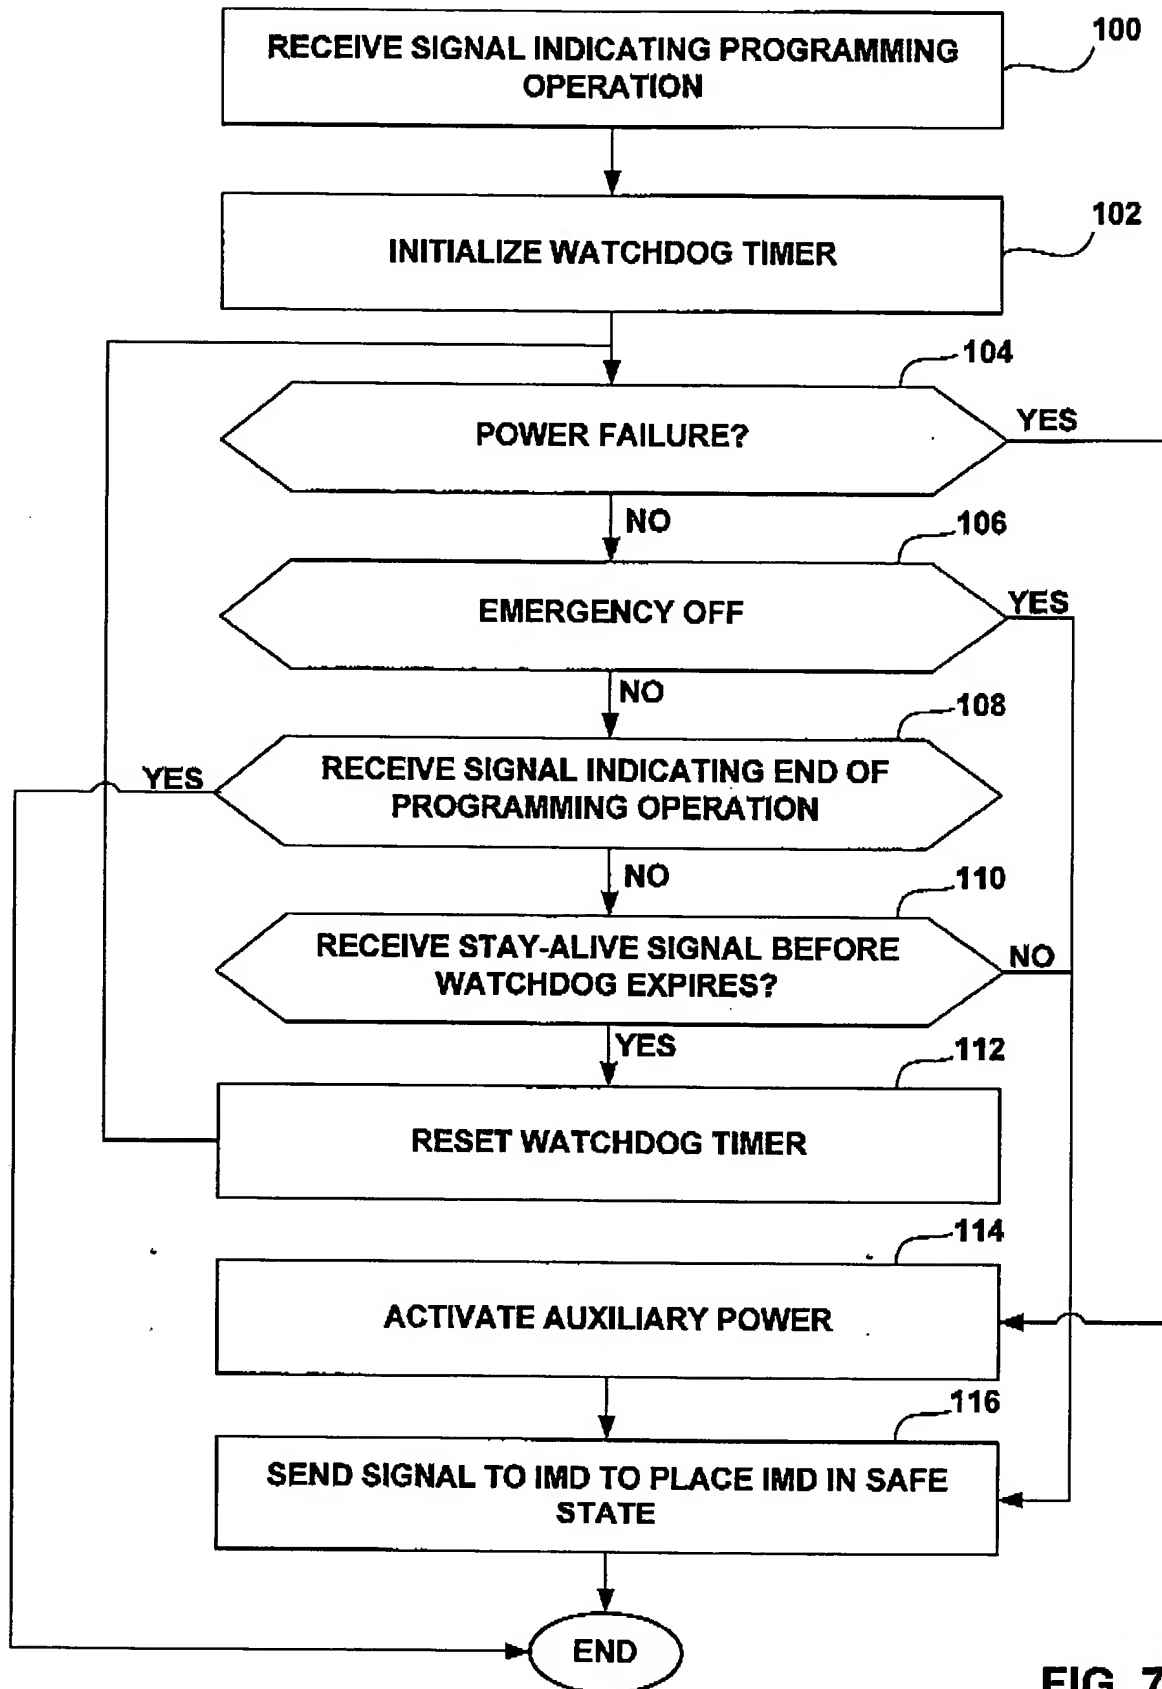 RECEIVE SIGNAL INDICATING PROGRAMMING
OPERATION
100
INITIALIZE WATCHDOG TIMER
102
104
POWER FAILURE?
YES
NO
106
EMERGENCY OFF
YES
NO
108
YES
RECEIVE SIGNAL INDICATING END OF
PROGRAMMING OPERATION
NO
110
RECEIVE STAY-ALIVE SIGNAL BEFORE
WATCHDOG EXPIRES?
NO
YES
112
RESET WATCHDOG TIMER
114
ACTIVATE AUXILIARY POWER
116
SEND SIGNAL TO IMD TO PLACE IMD IN SAFE
STATE
END
FIG. 7